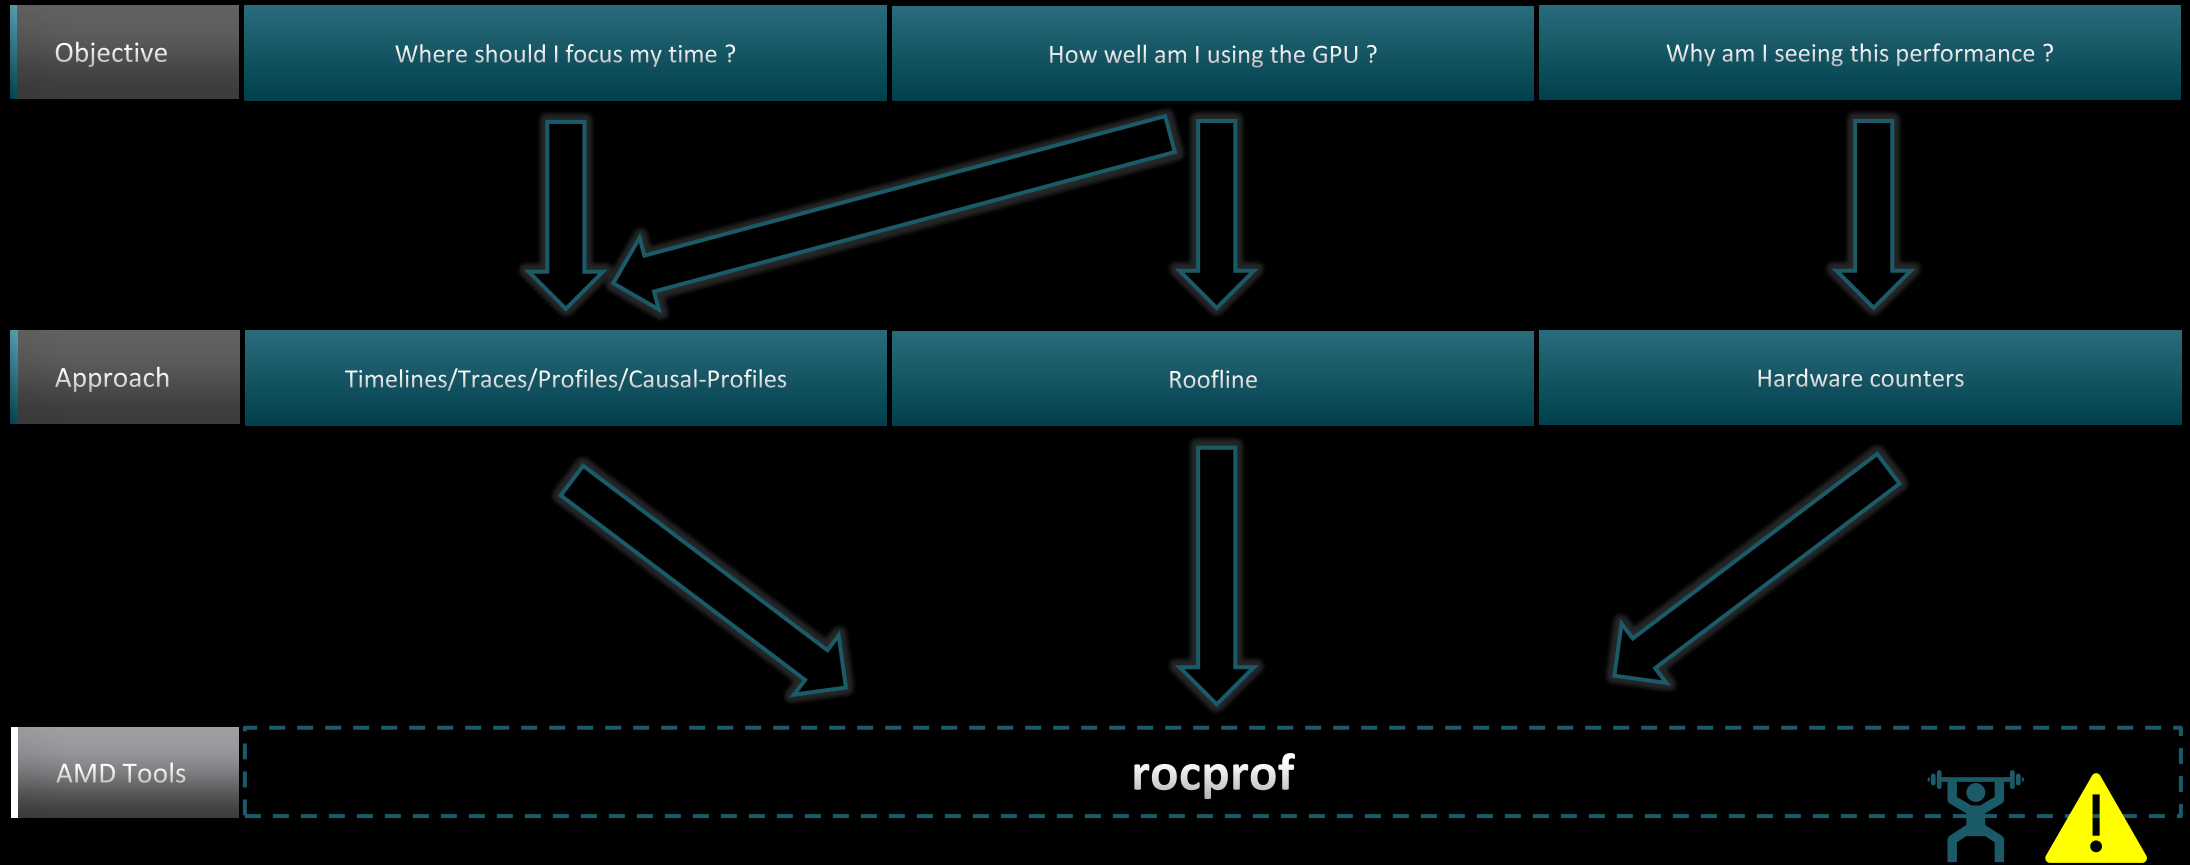 Objective
Where should I focus my time ?
How well am I using the GPU ?
Why am I seeing this performance ?
Approach
Timelines/Traces/Profiles/Causal-Profiles
Roofline
Hardware counters
AMD Tools
rocprof